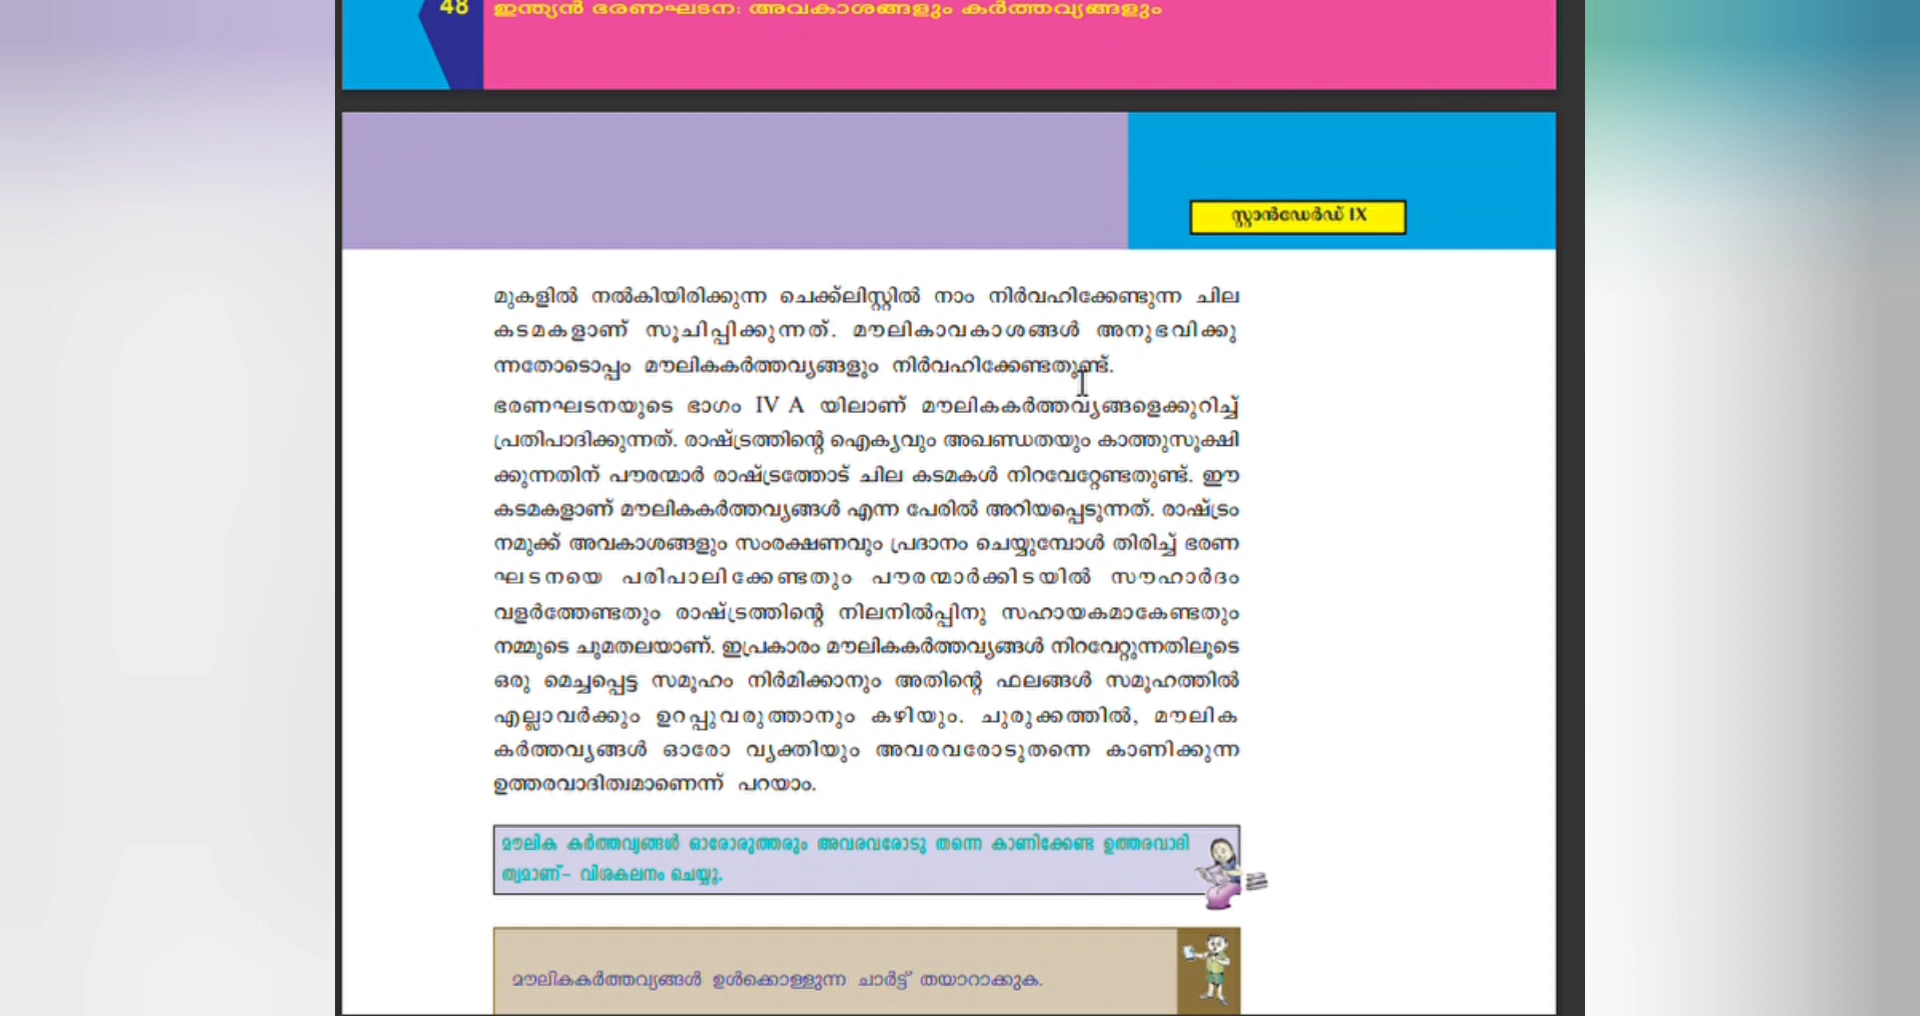 48 ഇന്ത്യൻ ഭരണഘടന: അവകാശങ്ങളും കർത്തവ്യങ്ങളും
സ്റ്റാൻഡേർഡ് IX
മുകളിൽ നൽകിയിരിക്കുന്ന ചെക്ക്‌ലിസ്റ്റിൽ നാം നിർവഹിക്കേണ്ടുന്ന ചില
കടമകളാണ് സൂചിപ്പിക്കുന്നത്. മൗലികാവകാശങ്ങൾ അനുഭവിക്കു
ന്നതോടൊപ്പം മൗലികകർത്തവ്യങ്ങളും നിർവഹിക്കേണ്ടതുണ്ട്.
ഭരണഘടനയുടെ ഭാഗം IV A യിലാണ് മൗലികകർത്തവ്യങ്ങളെക്കുറിച്ച്
പ്രതിപാദിക്കുന്നത്. രാഷ്ട്രത്തിന്റെ ഐക്യവും അഖണ്ഡതയും കാത്തുസൂക്ഷി
ക്കുന്നതിന് പൗരന്മാർ രാഷ്ട്രത്തോട് ചില കടമകൾ നിറവേറ്റേണ്ടതുണ്ട്. ഈ
കടമകളാണ് മൗലികകർത്തവ്യങ്ങൾ എന്ന പേരിൽ അറിയപ്പെടുന്നത്. രാഷ്ട്രം
നമുക്ക് അവകാശങ്ങളും സംരക്ഷണവും പ്രദാനം ചെയ്യുമ്പോൾ തിരിച്ച് ഭരണ
ഘടനയെ പരിപാലിക്കേണ്ടതും പൗരന്മാർക്കിടയിൽ സൗഹാർദം
വളർത്തേണ്ടതും രാഷ്ട്രത്തിന്റെ നിലനിൽപ്പിനു സഹായകമാകേണ്ടതും
നമ്മുടെ ചുമതലയാണ്. ഇപ്രകാരം മൗലികകർത്തവ്യങ്ങൾ നിറവേറ്റുന്നതിലൂടെ
ഒരു മെച്ചപ്പെട്ട സമൂഹം നിർമിക്കാനും അതിന്റെ ഫലങ്ങൾ സമൂഹത്തിൽ
എല്ലാവർക്കും ഉറപ്പുവരുത്താനും കഴിയും. ചുരുക്കത്തിൽ, മൗലിക
കർത്തവ്യങ്ങൾ ഓരോ വ്യക്തിയും അവരവരോടുതന്നെ കാണിക്കുന്ന
ഉത്തരവാദിത്വമാണെന്ന് പറയാം.
മൗലിക കർത്തവ്യങ്ങൾ ഓരോരുത്തരും അവരവരോടു തന്നെ കാണിക്കേണ്ട ഉത്തരവാദി
ത്വമാണ്- വിശകലനം ചെയ്യൂ.
മൗലികകർത്തവ്യങ്ങൾ ഉൾക്കൊള്ളുന്ന ചാർട്ട് തയാറാക്കുക.